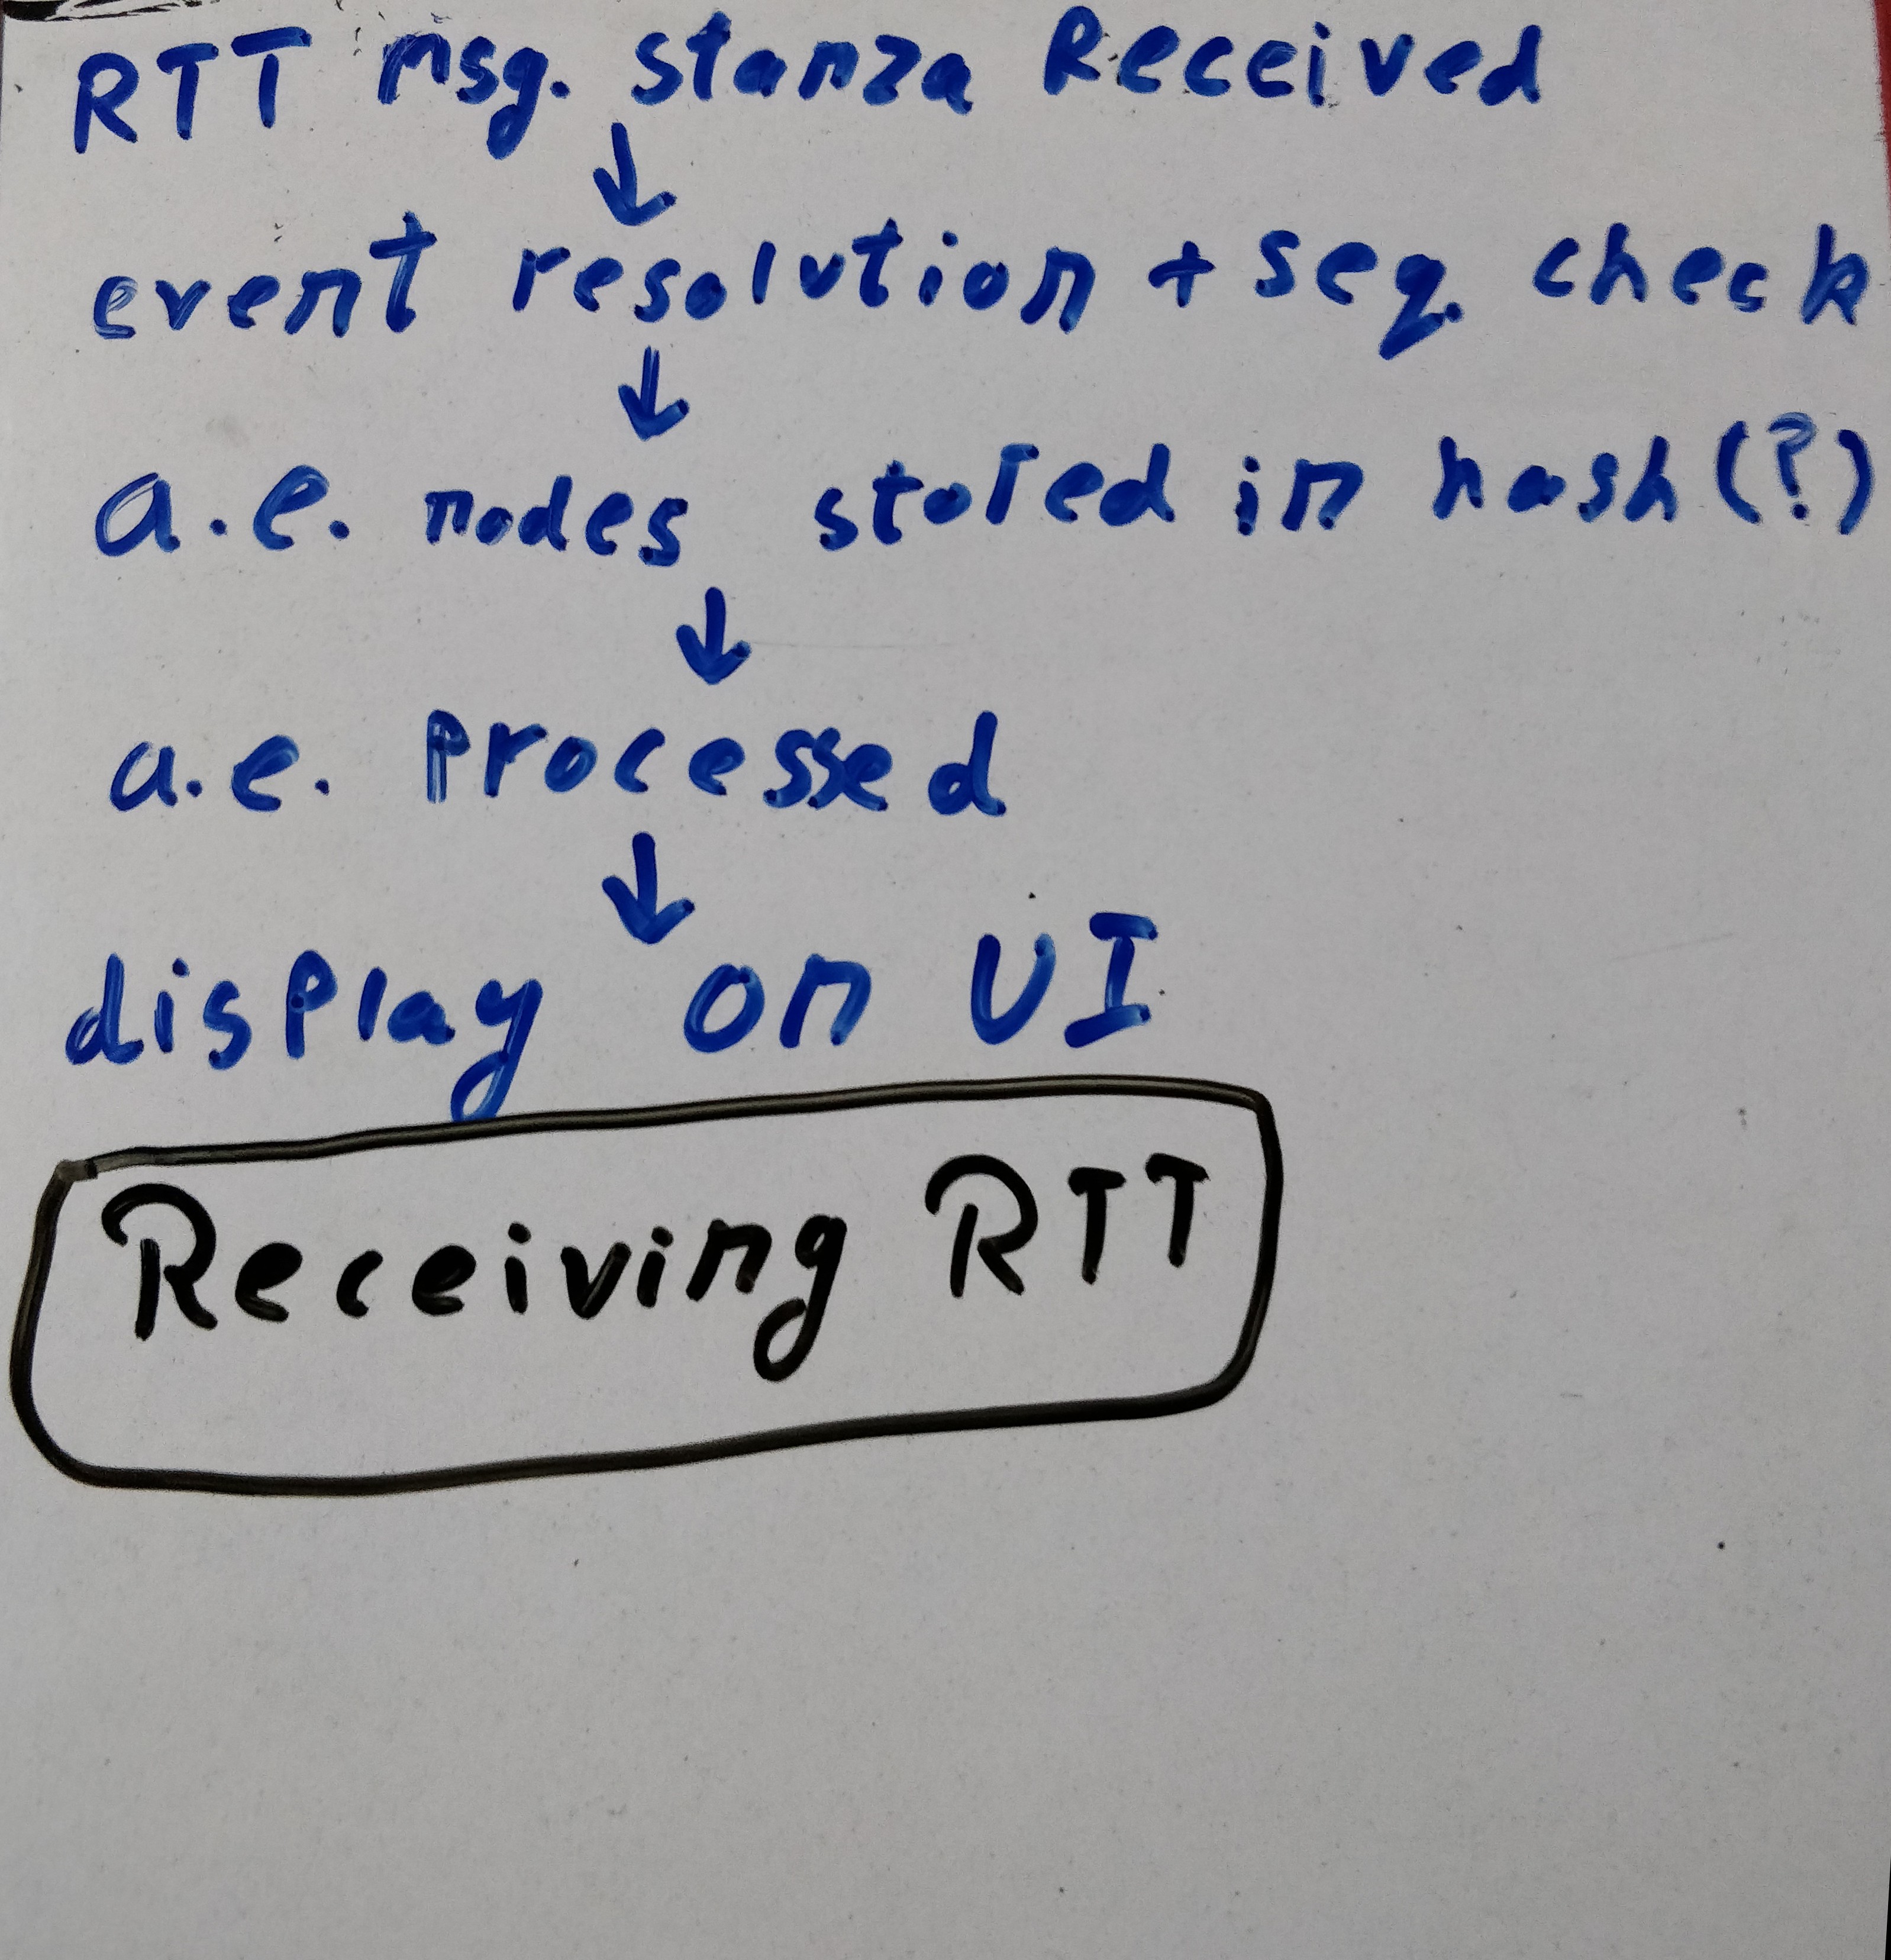 RTT msg. stanza Received
↓
event resolution + seq. check
↓
a.e. nodes stored in hash (?)
↓
a.e. processed
↓
display on UI
Receiving RTT